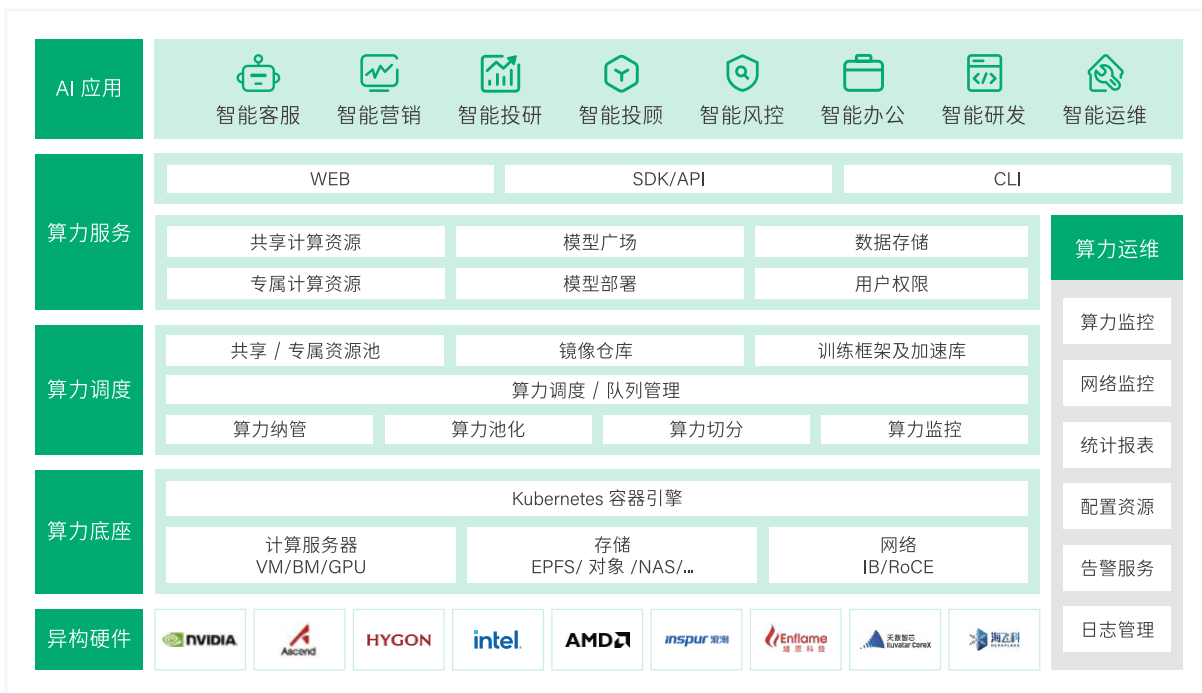 AI 应用
智能客服
智能营销
智能投研
智能投顾
智能风控
智能办公
智能研发
智能运维
算力服务
WEB
SDK/API
CLI
共享计算资源
模型广场
数据存储
专属计算资源
模型部署
用户权限
算力调度
共享 / 专属资源池
镜像仓库
训练框架及加速库
算力调度 / 队列管理
算力纳管
算力池化
算力切分
算力监控
算力底座
Kubernetes 容器引擎
计算服务器
VM/BM/GPU
存储
EPFS/ 对象 /NAS/...
网络
IB/RoCE
异构硬件
NVIDIA
Ascend
HYGON
intel.
AMD
inspur 浪潮
Enflame
燧原科技
天数智芯
Iluvatar CoreX
海飞科
HEXAFLAKE
算力运维
算力监控
网络监控
统计报表
配置资源
告警服务
日志管理